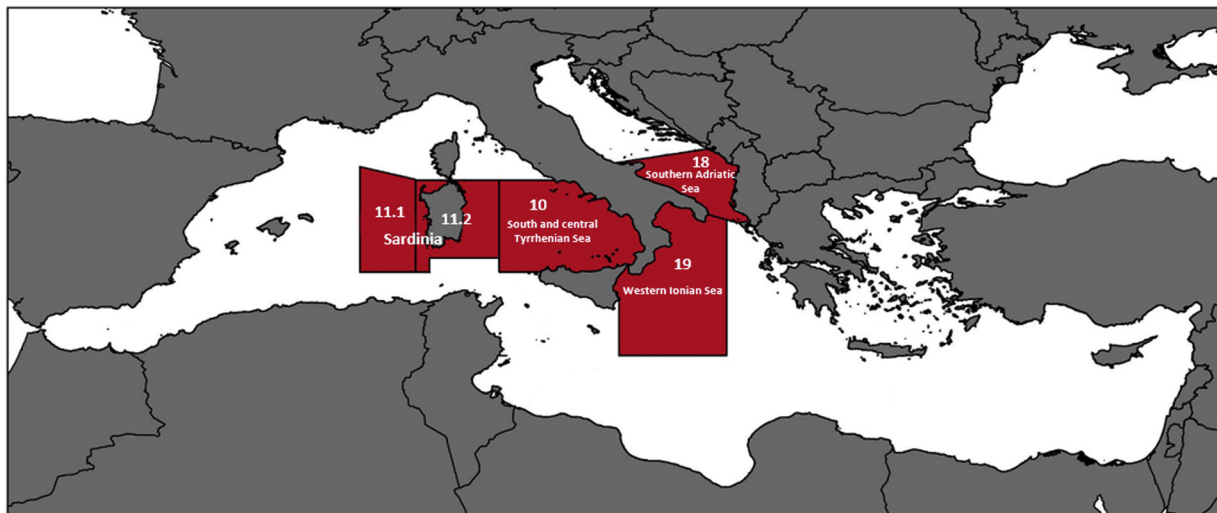 18
Southern Adriatic
Sea
11.1
11.2
Sardinia
10
South and central
Tyrrhenian Sea
19
Western Ionian Sea